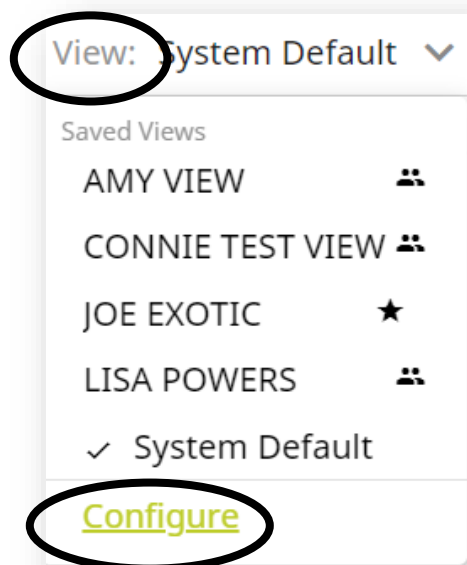 View: System Default
Saved Views
AMY VIEW
CONNIE TEST VIEW
JOE EXOTIC
LISA POWERS
System Default
Configure